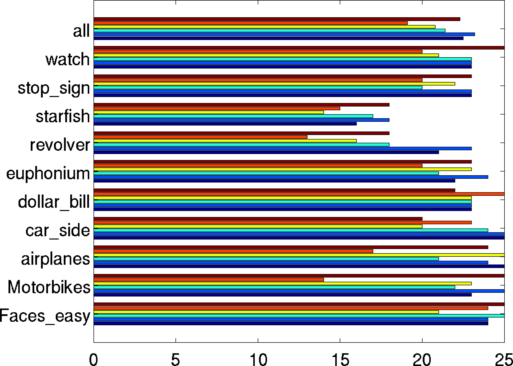 all
watch
stop_sign
starfish
revolver
euphonium
dollar_bill
car_side
airplanes
Motorbikes
Faces_easy
0 5 10 15 20 25